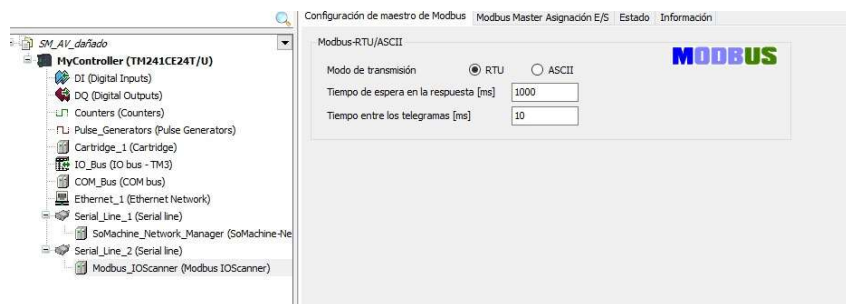 Configuración de maestro de Modbus Modbus Master Asignación E/S Estado Información
SM_AV_dañado
MyController (TM241CE24T/U)
DI (Digital Inputs)
DQ (Digital Outputs)
Counters (Counters)
Pulse_Generators (Pulse Generators)
Cartridge_1 (Cartridge)
IO_Bus (IO bus - TM3)
COM_Bus (COM bus)
Ethernet_1 (Ethernet Network)
Serial_Line_1 (Serial line)
SoMachine_Network_Manager (SoMachine-Ne
Serial_Line_2 (Serial line)
Modbus_IOScanner (Modbus IOScanner)
Modbus-RTU/ASCII
MODBUS
Modo de transmisión RTU ASCII
Tiempo de espera en la respuesta [ms] 1000
Tiempo entre los telegramas [ms] 10